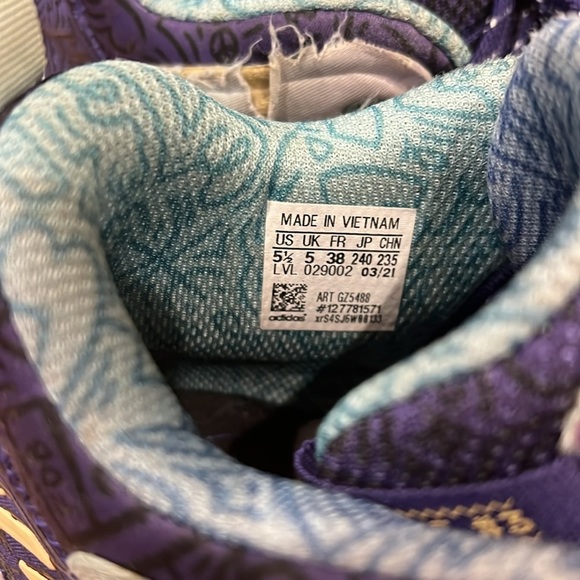 MADE IN VIETNAM
US UK FR JP CHN
5½ 5 38 240 235
LVL 029002 03/21
ART GZ5488
#127781571
adidas